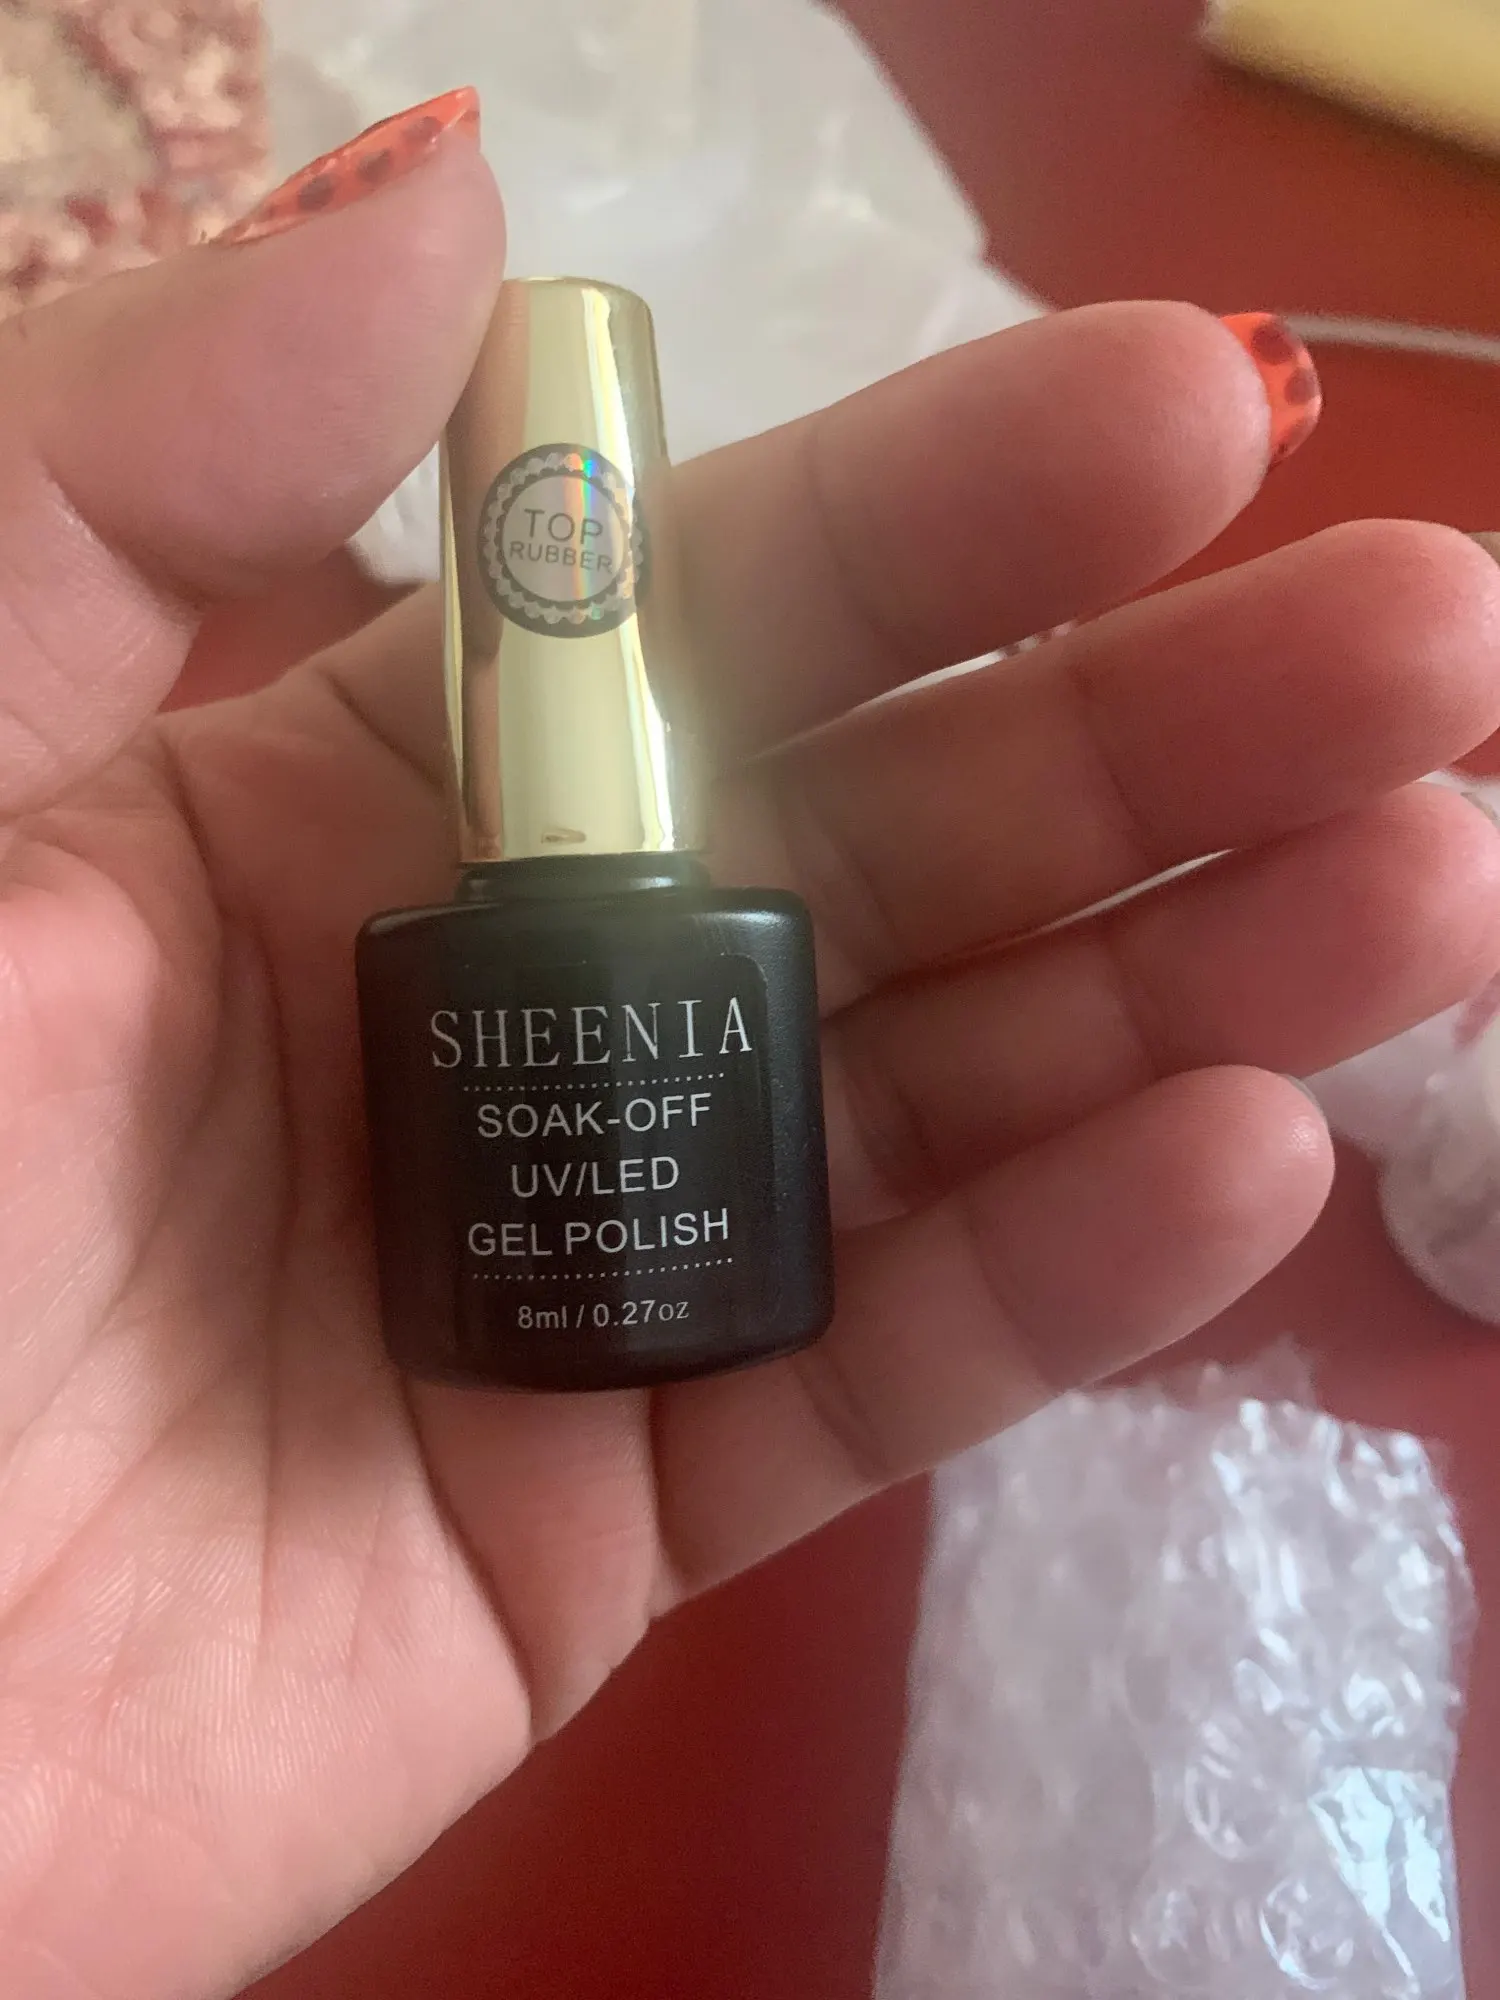 TOP
RUBBER
SHEENIA
SOAK-OFF
UV/LED
GEL POLISH
8ml / 0.27oz